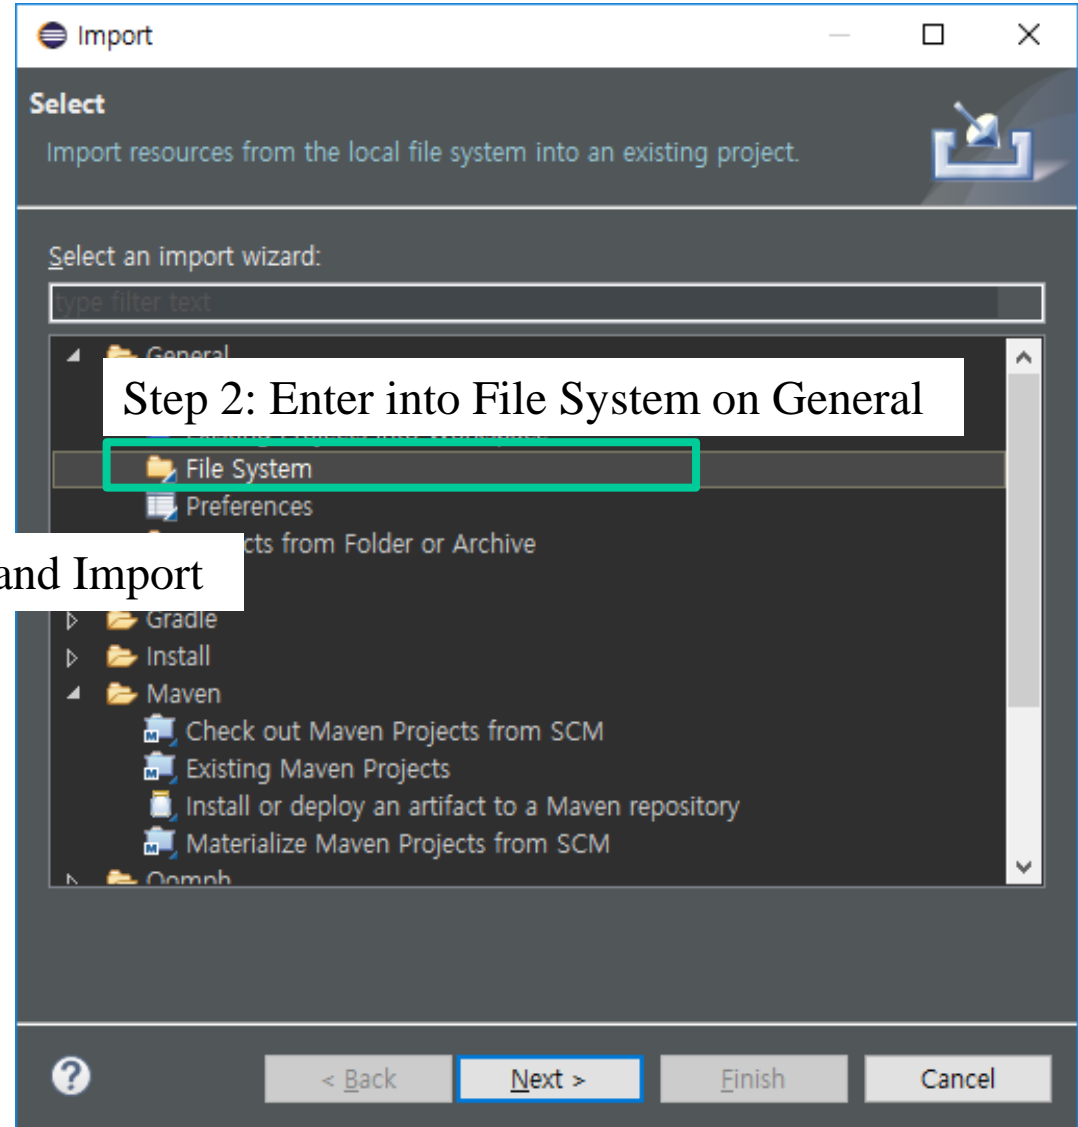 Import
Select
Import resources from the local file system into an existing project.
Select an import wizard:
type filter text
General
Step 2: Enter into File System on General
File System
Preferences
cts from Folder or Archive
and Import
Gradle
Install
Maven
Check out Maven Projects from SCM
Existing Maven Projects
Install or deploy an artifact to a Maven repository
Materialize Maven Projects from SCM
Oomph
< Back
Next >
Finish
Cancel